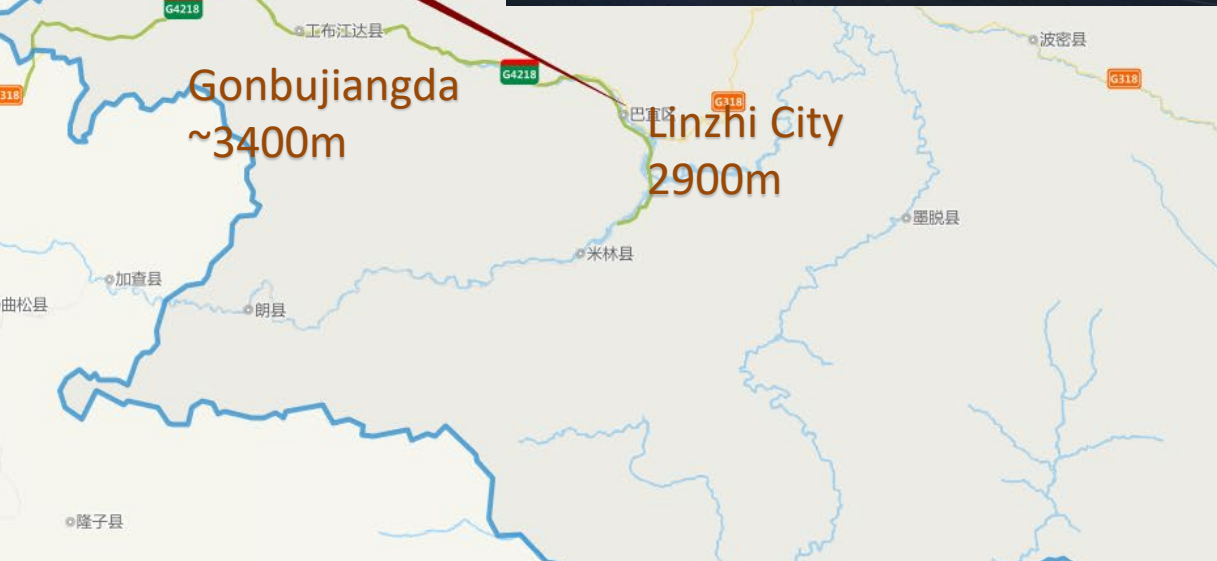 G4218
工布江达县
波密县
G4218
G318
318
Gonbujiangda
~3400m
G318
巴宜区
Linzhi City
2900m
墨脱县
米林县
加查县
曲松县
朗县
隆子县